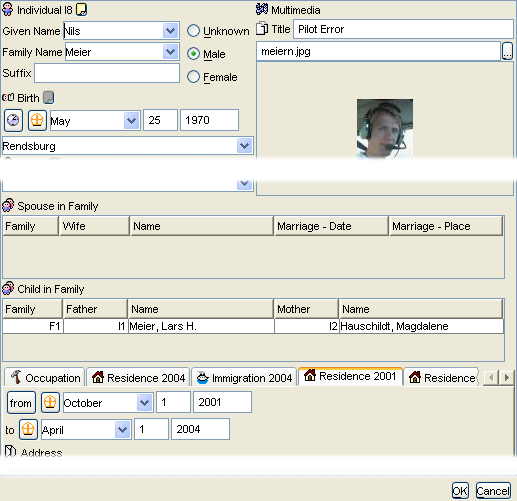 Individual I8
Given Name Nils
Unknown
Family Name Meier
Male
Suffix
Female
Birth
May 25 1970
Rendsburg
Multimedia
Title Pilot Error
meiern.jpg ...
Spouse in Family
Family Wife Name Marriage - Date Marriage - Place
Child in Family
Family Father Name Mother Name
F1 I1 Meier, Lars H. I2 Hauschildt, Magdalene
Occupation Residence 2004 Immigration 2004 Residence 2001 Residence
from October 1 2001
to April 1 2004
Address
OK Cancel